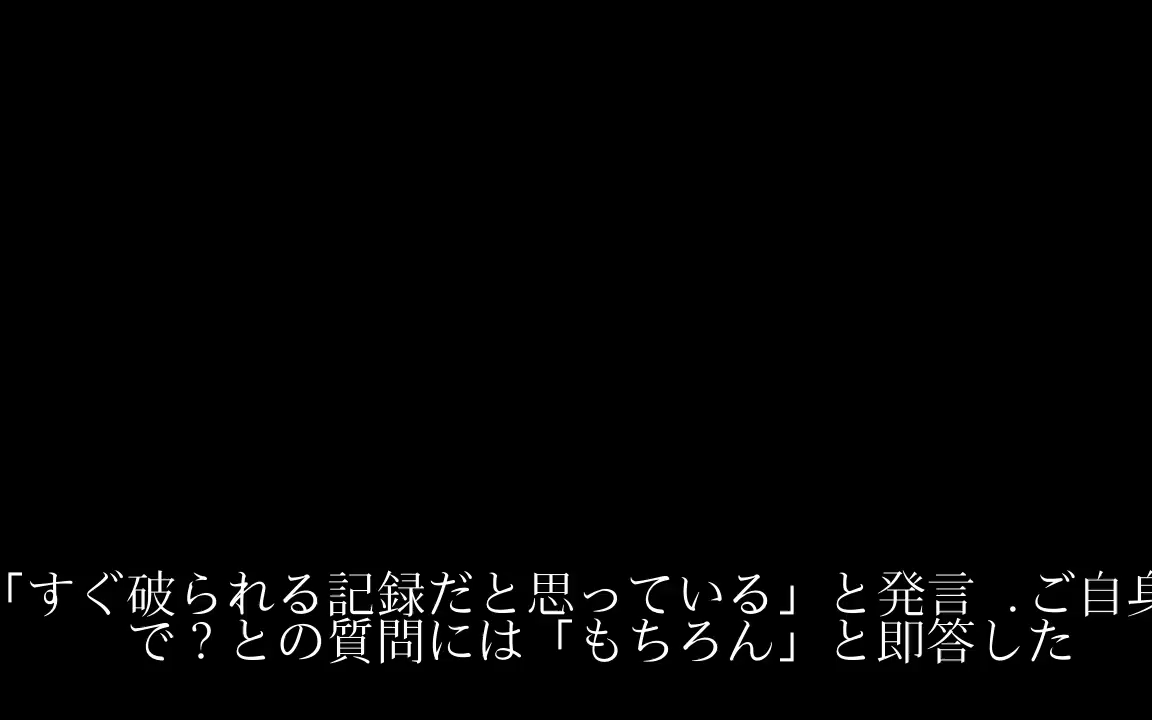 「すぐ破られる記録だと思っている」と発言 .ご自身
で？との質問には「もちろん」と即答した